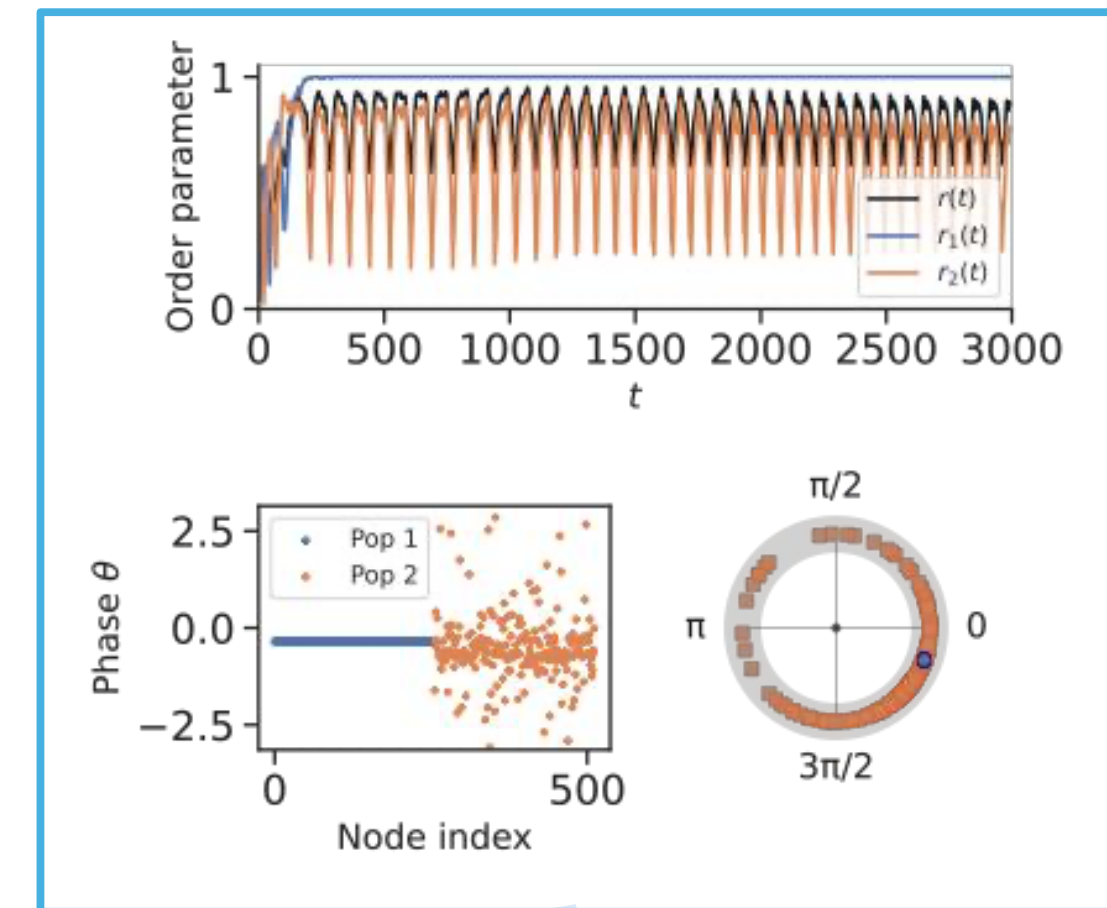 Order parameter
1
0
r(t)
r₁(t)
r₂(t)
0 500 1000 1500 2000 2500 3000
t
Phase θ
2.5
0.0
−2.5
Pop 1
Pop 2
0 500
Node index
π/2
π
0
3π/2